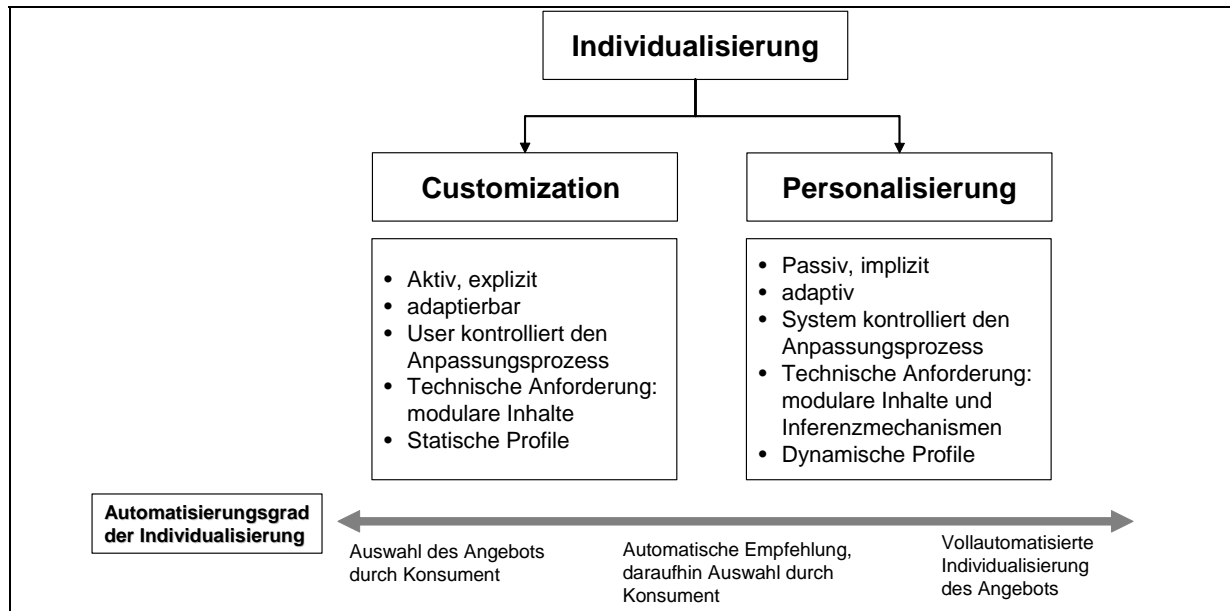 Individualisierung
Customization
Personalisierung
• Aktiv, explizit
• adaptierbar
• User kontrolliert den
Anpassungsprozess
• Technische Anforderung:
modulare Inhalte
• Statische Profile
• Passiv, implizit
• adaptiv
• System kontrolliert den
Anpassungsprozess
• Technische Anforderung:
modulare Inhalte und
Inferenzmechanismen
• Dynamische Profile
Automatisierungsgrad
der Individualisierung
Auswahl des Angebots
durch Konsument
Automatische Empfehlung,
daraufhin Auswahl durch
Konsument
Vollautomatisierte
Individualisierung
des Angebots